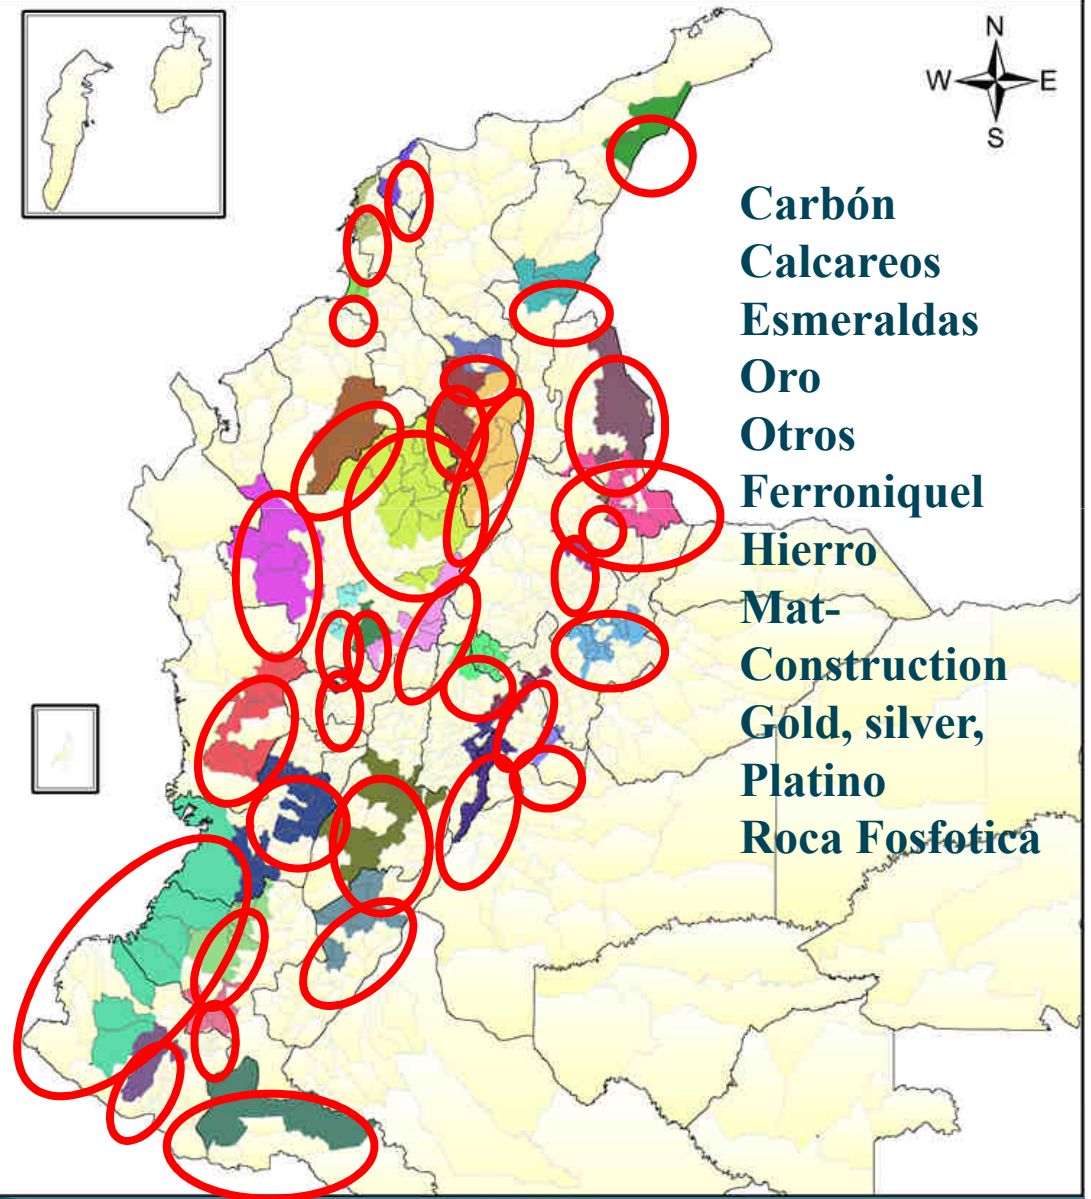 N
W E
S
Carbón
Calcareos
Esmeraldas
Oro
Otros
Ferroniquel
Hierro
Mat-
Construction
Gold, silver,
Platino
Roca Fosfotica